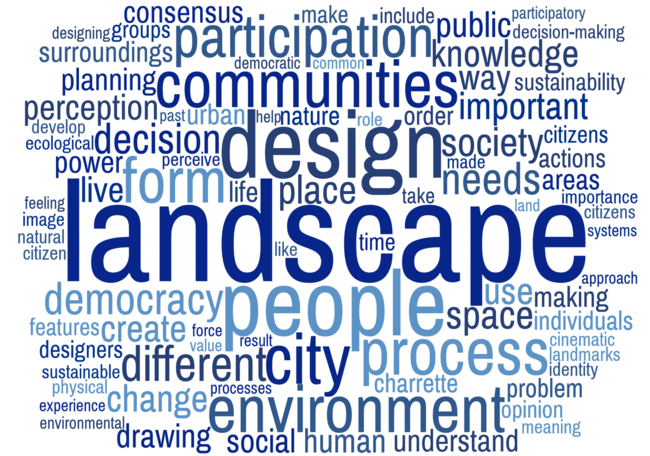 consensus make include participatory
designing groups participation public decision-making
surroundings democratic common knowledge
planning communities way sustainability
perception past urban help nature role order important
develop ecological decision design society citizens
power perceive made actions
live form life place take needs areas
feeling landscape land importance
image citizens
natural like time systems
citizen
approach
democracy people use making
features create force space individuals
designers value result city process cinematic
sustainable different landmarks
physical processes charrette identity
experience change environment problem
environmental opinion
drawing social human understand meaning